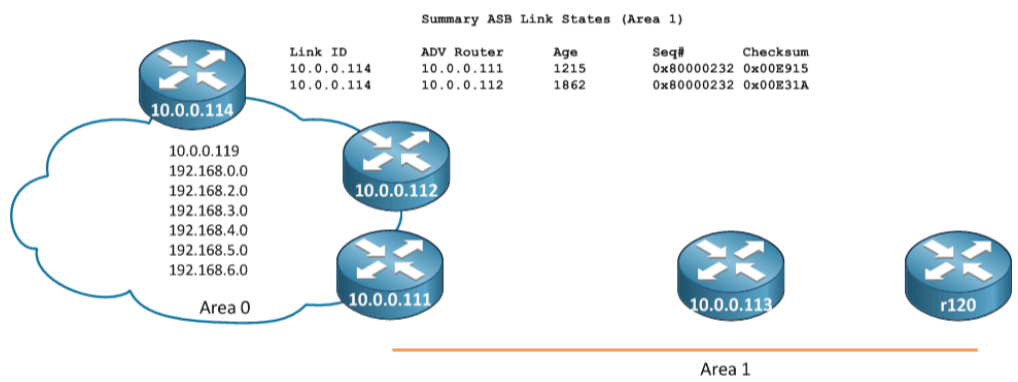 Summary ASB Link States (Area 1)
Link ID ADV Router Age Seq# Checksum
10.0.0.114 10.0.0.111 1215 0x80000232 0x00E915
10.0.0.114 10.0.0.112 1862 0x80000232 0x00E31A
10.0.0.114
10.0.0.119
192.168.0.0
192.168.2.0
192.168.3.0
192.168.4.0
192.168.5.0
192.168.6.0
Area 0
10.0.0.112
10.0.0.111
10.0.0.113
r120
Area 1